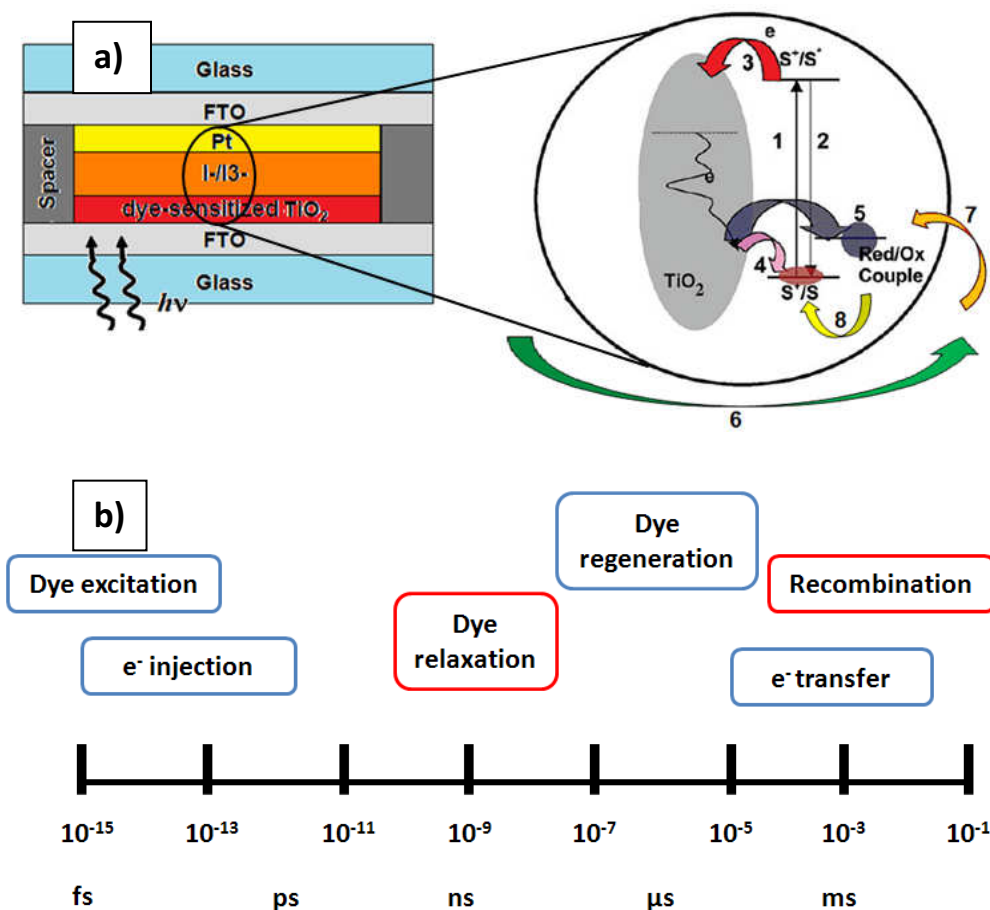 a)
Glass
FTO
Pt
I-/I3-
dye-sensitized TiO₂
FTO
Glass
Spacer
hν
e
S⁺/S*
3
1
2
e
5
7
Red/Ox
Couple
4
TiO₂
S⁺/S
8
6
b)
Dye excitation
e⁻ injection
Dye
relaxation
Dye
regeneration
Recombination
e⁻ transfer
10⁻¹⁵ 10⁻¹³ 10⁻¹¹ 10⁻⁹ 10⁻⁷ 10⁻⁵ 10⁻³ 10⁻¹
fs ps ns µs ms